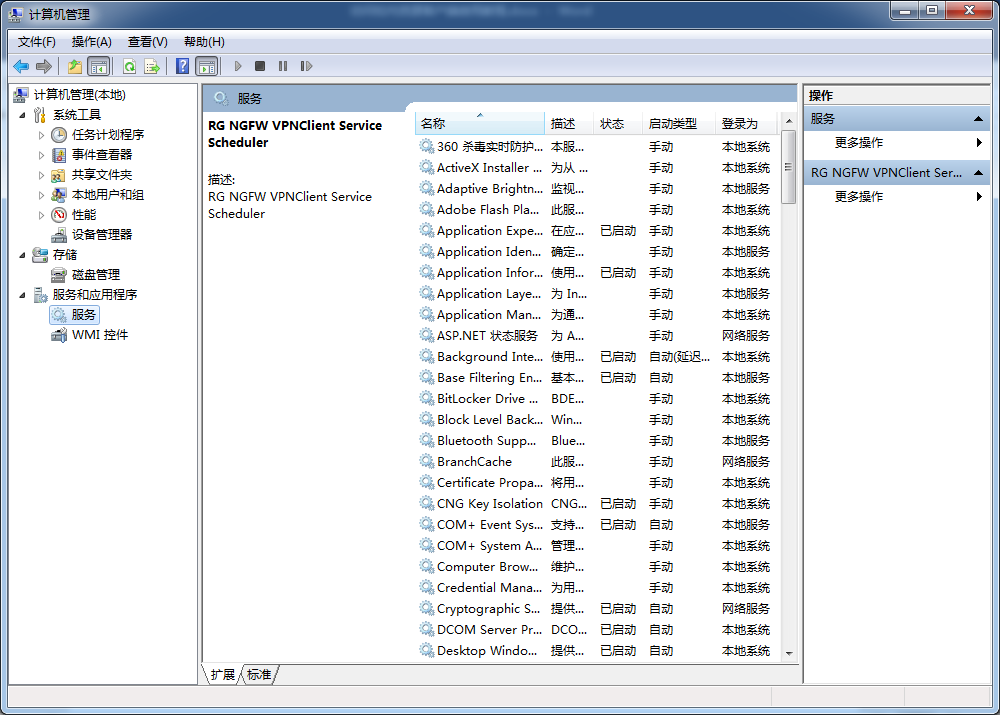 计算机管理
文件(F) 操作(A) 查看(V) 帮助(H)
计算机管理(本地)
系统工具
任务计划程序
事件查看器
共享文件夹
本地用户和组
性能
设备管理器
存储
磁盘管理
服务和应用程序
服务
WMI 控件
服务
RG NGFW VPNClient Service
Scheduler
描述:
RG NGFW VPNClient Service
Scheduler
名称 描述 状态 启动类型 登录为
360 杀毒实时防护... 本服... 手动 本地系统
ActiveX Installer ... 为从 ... 手动 本地系统
Adaptive Brightn... 监视... 手动 本地服务
Adobe Flash Pla... 此服... 手动 本地系统
Application Expe... 在应... 已启动 手动 本地系统
Application Iden... 确定... 手动 本地服务
Application Infor... 使用... 已启动 手动 本地系统
Application Laye... 为 In... 手动 本地服务
Application Man... 为通... 手动 本地系统
ASP.NET 状态服务 为 A... 手动 网络服务
Background Inte... 使用... 已启动 自动(延迟... 本地系统
Base Filtering En... 基本... 已启动 自动 本地服务
BitLocker Drive ... BDE... 手动 本地系统
Block Level Back... Win... 手动 本地系统
Bluetooth Supp... Blue... 手动 本地服务
BranchCache 此服... 手动 网络服务
Certificate Propa... 将用... 手动 本地系统
CNG Key Isolation CNG... 已启动 手动 本地系统
COM+ Event Sys... 支持... 已启动 自动 本地服务
COM+ System A... 管理... 手动 本地系统
Computer Brow... 维护... 手动 本地系统
Credential Mana... 为用... 手动 本地系统
Cryptographic S... 提供... 已启动 自动 网络服务
DCOM Server Pr... DCO... 已启动 自动 本地系统
Desktop Windo... 提供... 已启动 自动 本地系统
扩展 标准
操作
服务
更多操作
RG NGFW VPNClient Ser...
更多操作